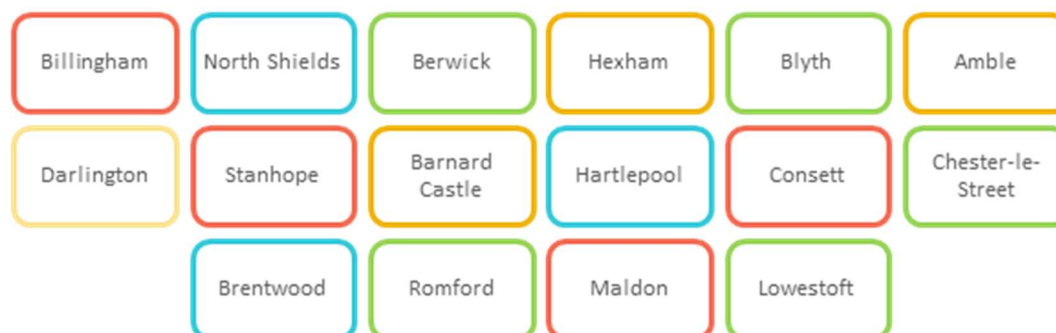 Billingham
North Shields
Berwick
Hexham
Blyth
Amble
Darlington
Stanhope
Barnard
Castle
Hartlepool
Consett
Chester-le-
Street
Brentwood
Romford
Maldon
Lowestoft